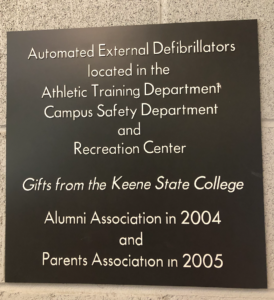 Automated External Defibrillators
located in the
Athletic Training Department
Campus Safety Department
and
Recreation Center
Gifts from the Keene State College
Alumni Association in 2004
and
Parents Association in 2005